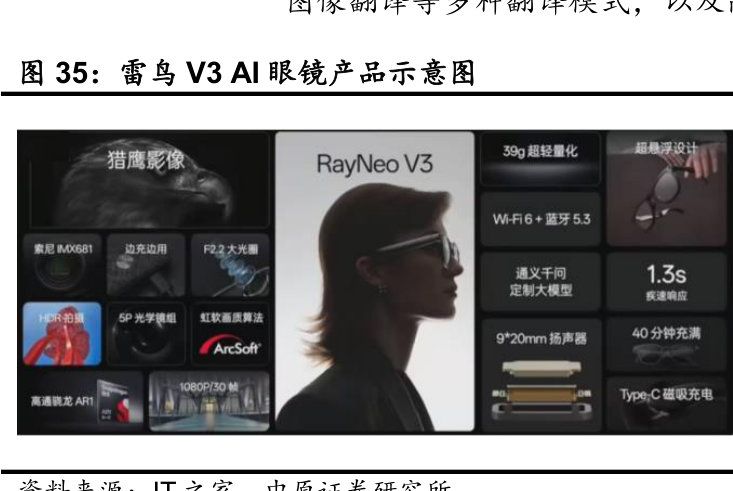 图像翻译等多种翻译模式，以及
图 35：雷鸟 V3 AI 眼镜产品示意图
猎鹰影像
索尼 IMX681
边充边用
F2.2 大光圈
HDR 拍摄
5P 光学镜组
虹软画质算法
ArcSoft
高通骁龙 AR1
1080P/30 帧
RayNeo V3
39g 超轻量化
超悬浮设计
Wi-Fi 6 + 蓝牙 5.3
通义千问
定制大模型
1.3s
疾速响应
9*20mm 扬声器
40 分钟充满
Type-C 磁吸充电
资料来源：IT 之家，中原证券研究所